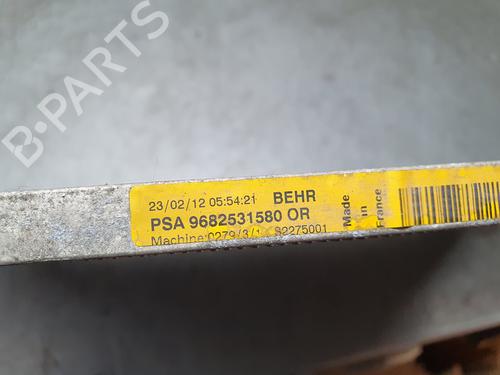 B-PARTS
23/02/12 05:54:21 BEHR
PSA 9682531580 OR
Machine:0279/3/1 S2275001
Made
in
France